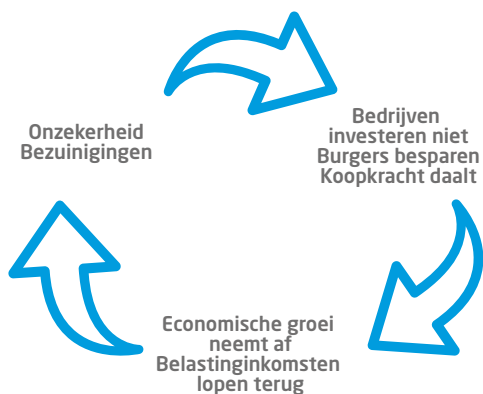 Onzekerheid
Bezuinigingen
Bedrijven
investeren niet
Burgers besparen
Koopkracht daalt
Economische groei
neemt af
Belastinginkomsten
lopen terug